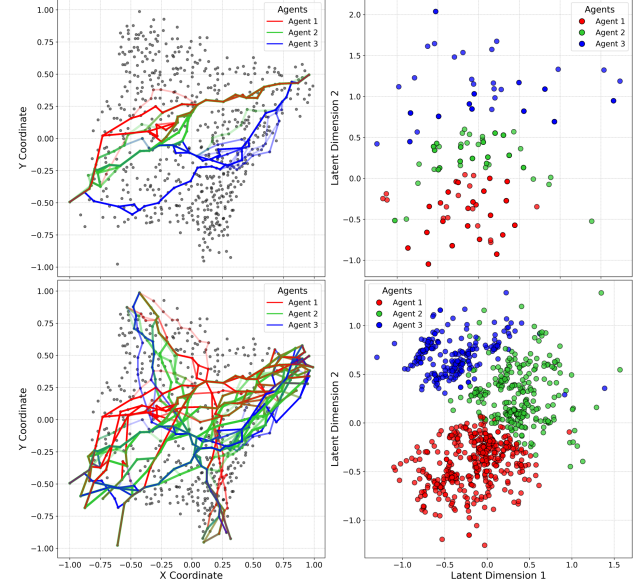 Agents
Agent 1
Agent 2
Agent 3
Y Coordinate
1.00
0.75
0.50
0.25
0.00
−0.25
−0.50
−0.75
−1.00
Agents
Agent 1
Agent 2
Agent 3
Latent Dimension 2
2.0
1.5
1.0
0.5
0.0
−0.5
−1.0
Agents
Agent 1
Agent 2
Agent 3
Y Coordinate
1.00
0.75
0.50
0.25
0.00
−0.25
−0.50
−0.75
−1.00
−1.00 −0.75 −0.50 −0.25 0.00 0.25 0.50 0.75 1.00
X Coordinate
Agents
Agent 1
Agent 2
Agent 3
Latent Dimension 2
1.0
0.5
0.0
−0.5
−1.0
−1.0 −0.5 0.0 0.5 1.0 1.5
Latent Dimension 1